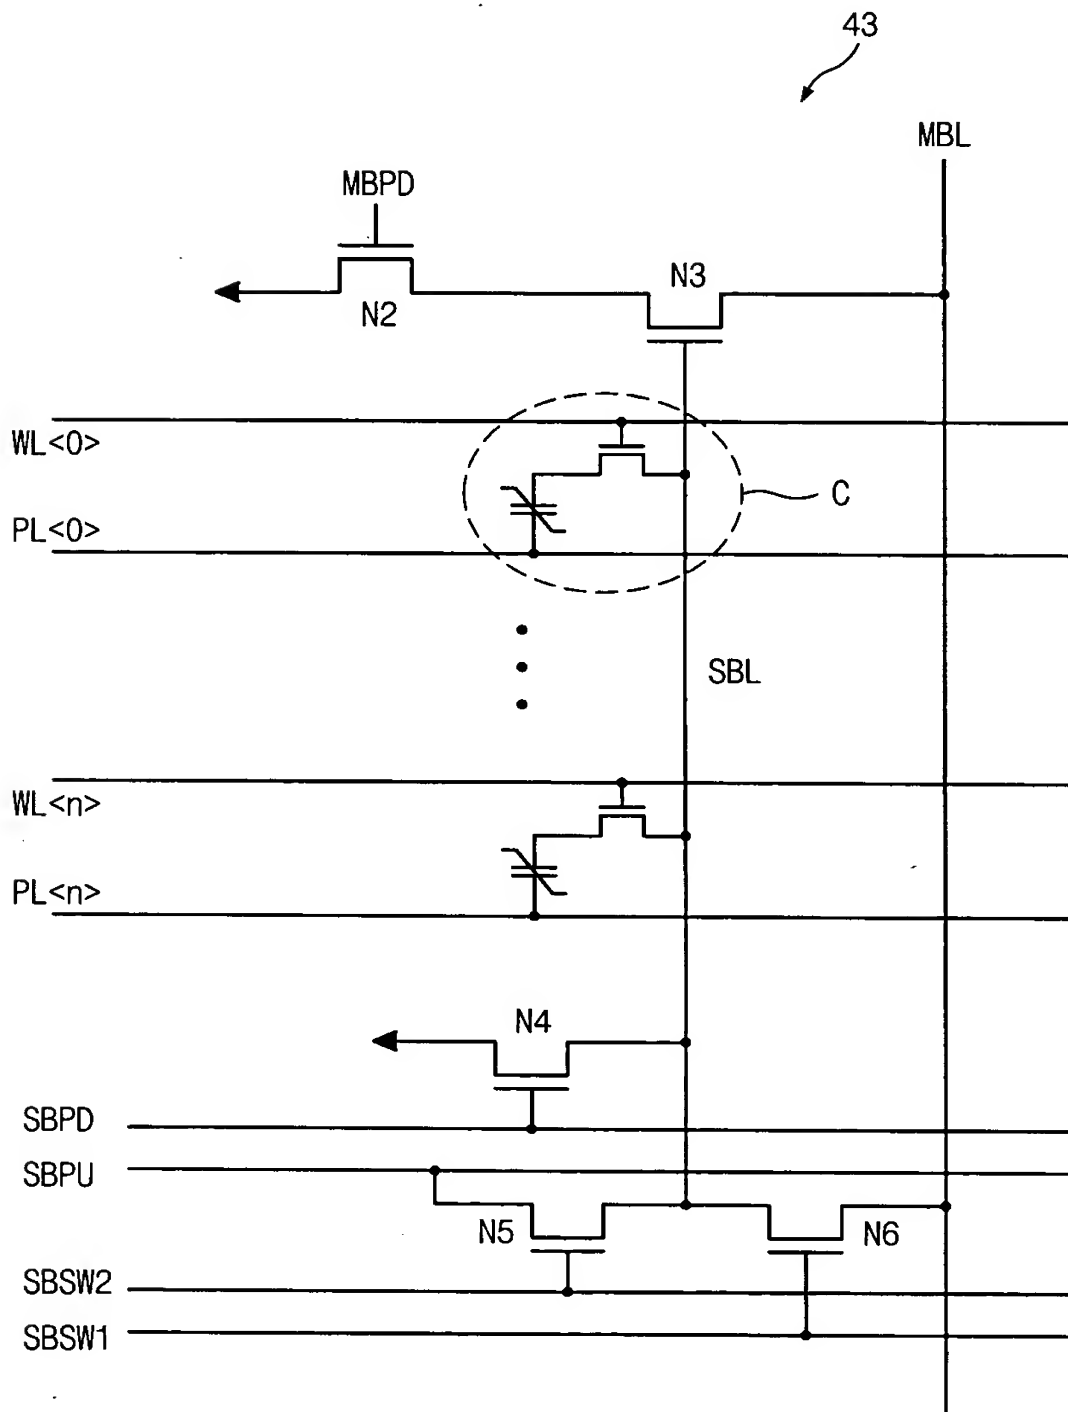 43
MBL
MBPD
N3
N2
WL<0>
C
PL<0>
SBL
WL<n>
PL<n>
N4
SBPD
SBPU
N5
N6
SBSW2
SBSW1